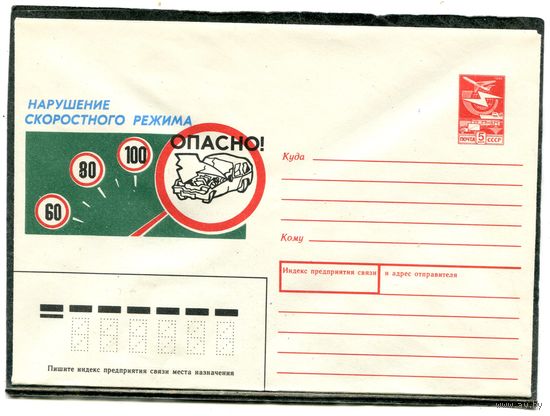 НАРУШЕНИЕ
СКОРОСТНОГО РЕЖИМА
ОПАСНО!
60
80
100
ПОЧТА 5 СССР
Куда
Кому
Индекс предприятия связи и адрес отправителя
Пишите индекс предприятия связи места назначения